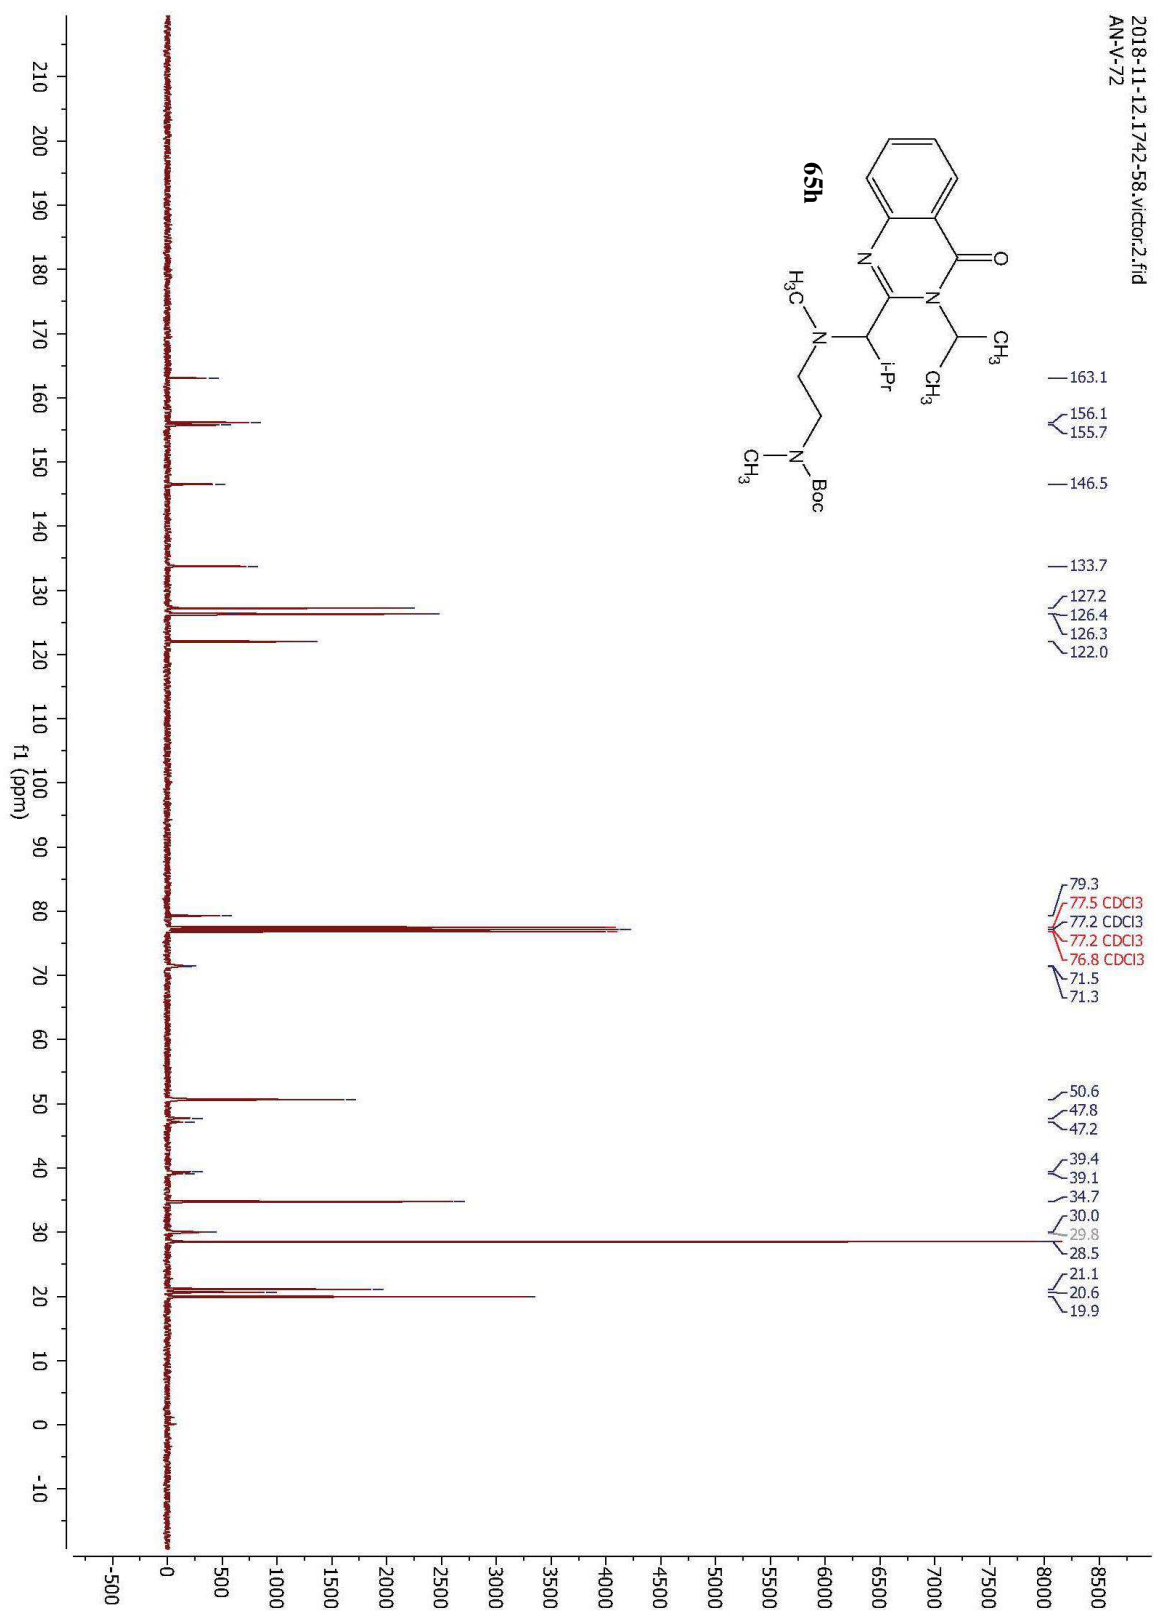 2018-11-12.1742-58.victor.2.fid
AN-V-72
163.1
156.1
155.7
146.5
133.7
127.2
126.4
126.3
122.0
79.3
77.5 CDCl3
77.2 CDCl3
77.2 CDCl3
76.8 CDCl3
71.5
71.3
50.6
47.8
47.2
39.4
39.1
34.7
30.0
29.8
28.5
21.1
20.6
19.9
O
CH3
N
CH3
N
i-Pr
N
H3C
N
Boc
CH3
65h
8500
8000
7500
7000
6500
6000
5500
5000
4500
4000
3500
3000
2500
2000
1500
1000
500
0
-500
210 200 190 180 170 160 150 140 130 120 110 100 90 80 70 60 50 40 30 20 10 0 -10
f1 (ppm)